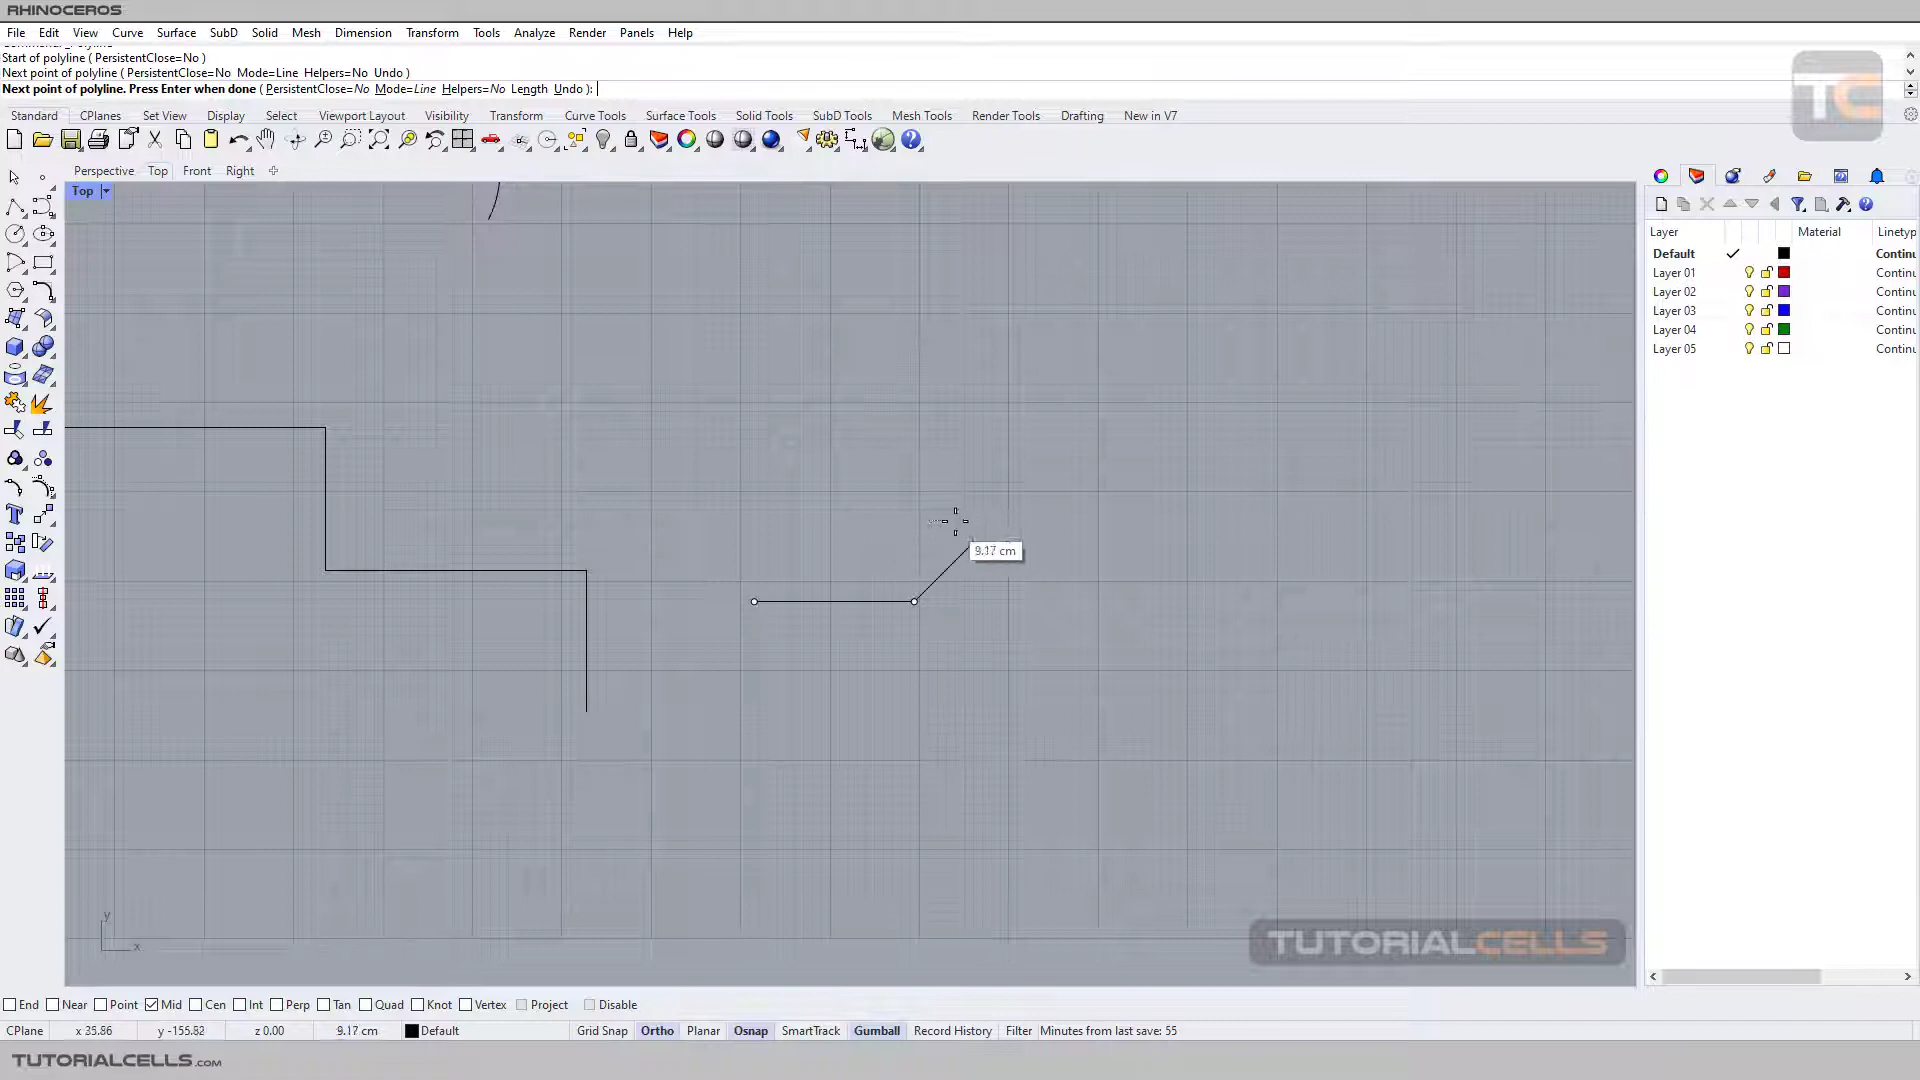 RHINOCEROS
File Edit View Curve Surface SubD Solid Mesh Dimension Transform Tools Analyze Render Panels Help
Start of polyline ( PersistentClose=No )
Next point of polyline ( PersistentClose=No Mode=Line Helpers=No Undo )
Next point of polyline. Press Enter when done ( PersistentClose=No Mode=Line Helpers=No Length Undo ):
TC
Standard CPlanes Set View Display Select Viewport Layout Visibility Transform Curve Tools Surface Tools Solid Tools SubD Tools Mesh Tools Render Tools Drafting New in V7
Perspective Top Front Right
Top
Layer Material Linetyp
Default Continu
Layer 01 Continu
Layer 02 Continu
Layer 03 Continu
Layer 04 Continu
Layer 05 Continu
9.17 cm
y
x
TUTORIALCELLS
End Near Point Mid Cen Int Perp Tan Quad Knot Vertex Project Disable
CPlane x 35.86 y -155.82 z 0.00 9.17 cm Default Grid Snap Ortho Planar Osnap SmartTrack Gumball Record History Filter Minutes from last save: 55
TUTORIALCELLS.COM